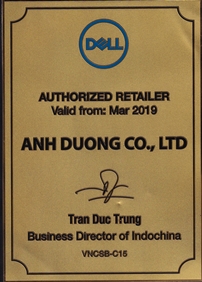 DELL
AUTHORIZED RETAILER
Valid from: Mar 2019
ANH DUONG CO., LTD
Tran Duc Trung
Business Director of Indochina
VNCSB-C15